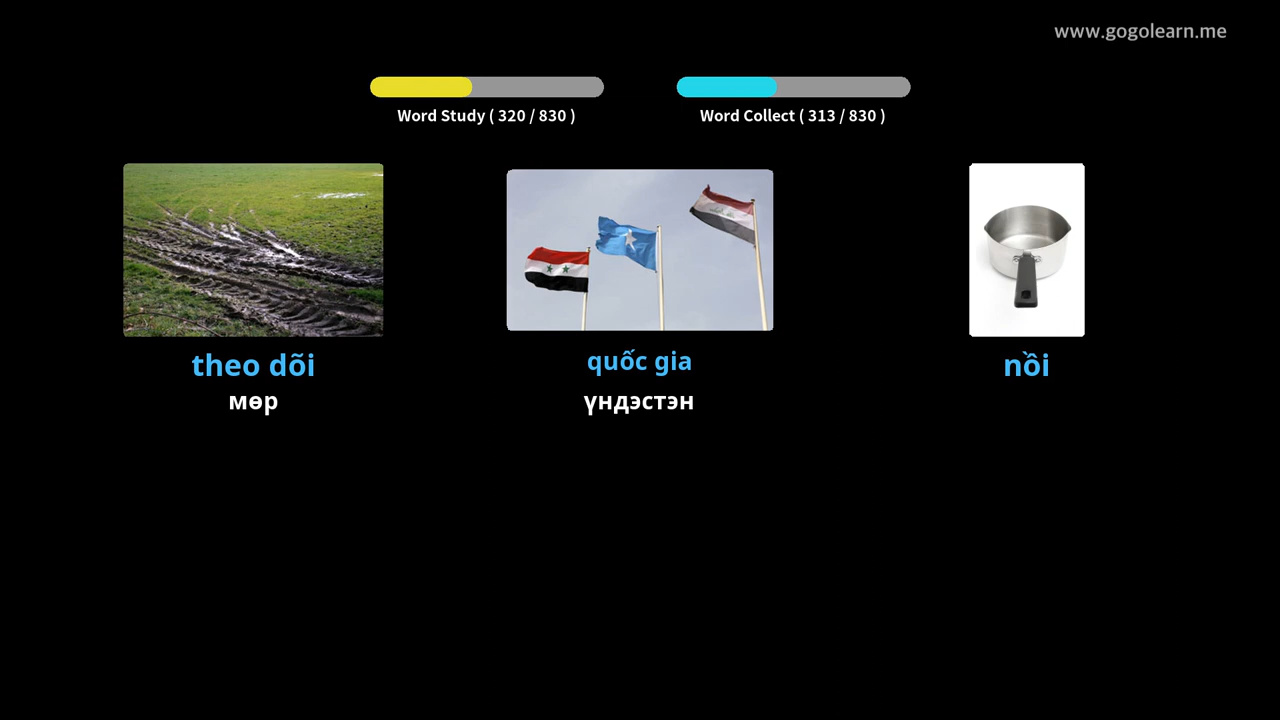 www.gogolearn.me
Word Study ( 320 / 830 )
Word Collect ( 313 / 830 )
theo dõi
quốc gia
nồi
мөр
үндэстэн